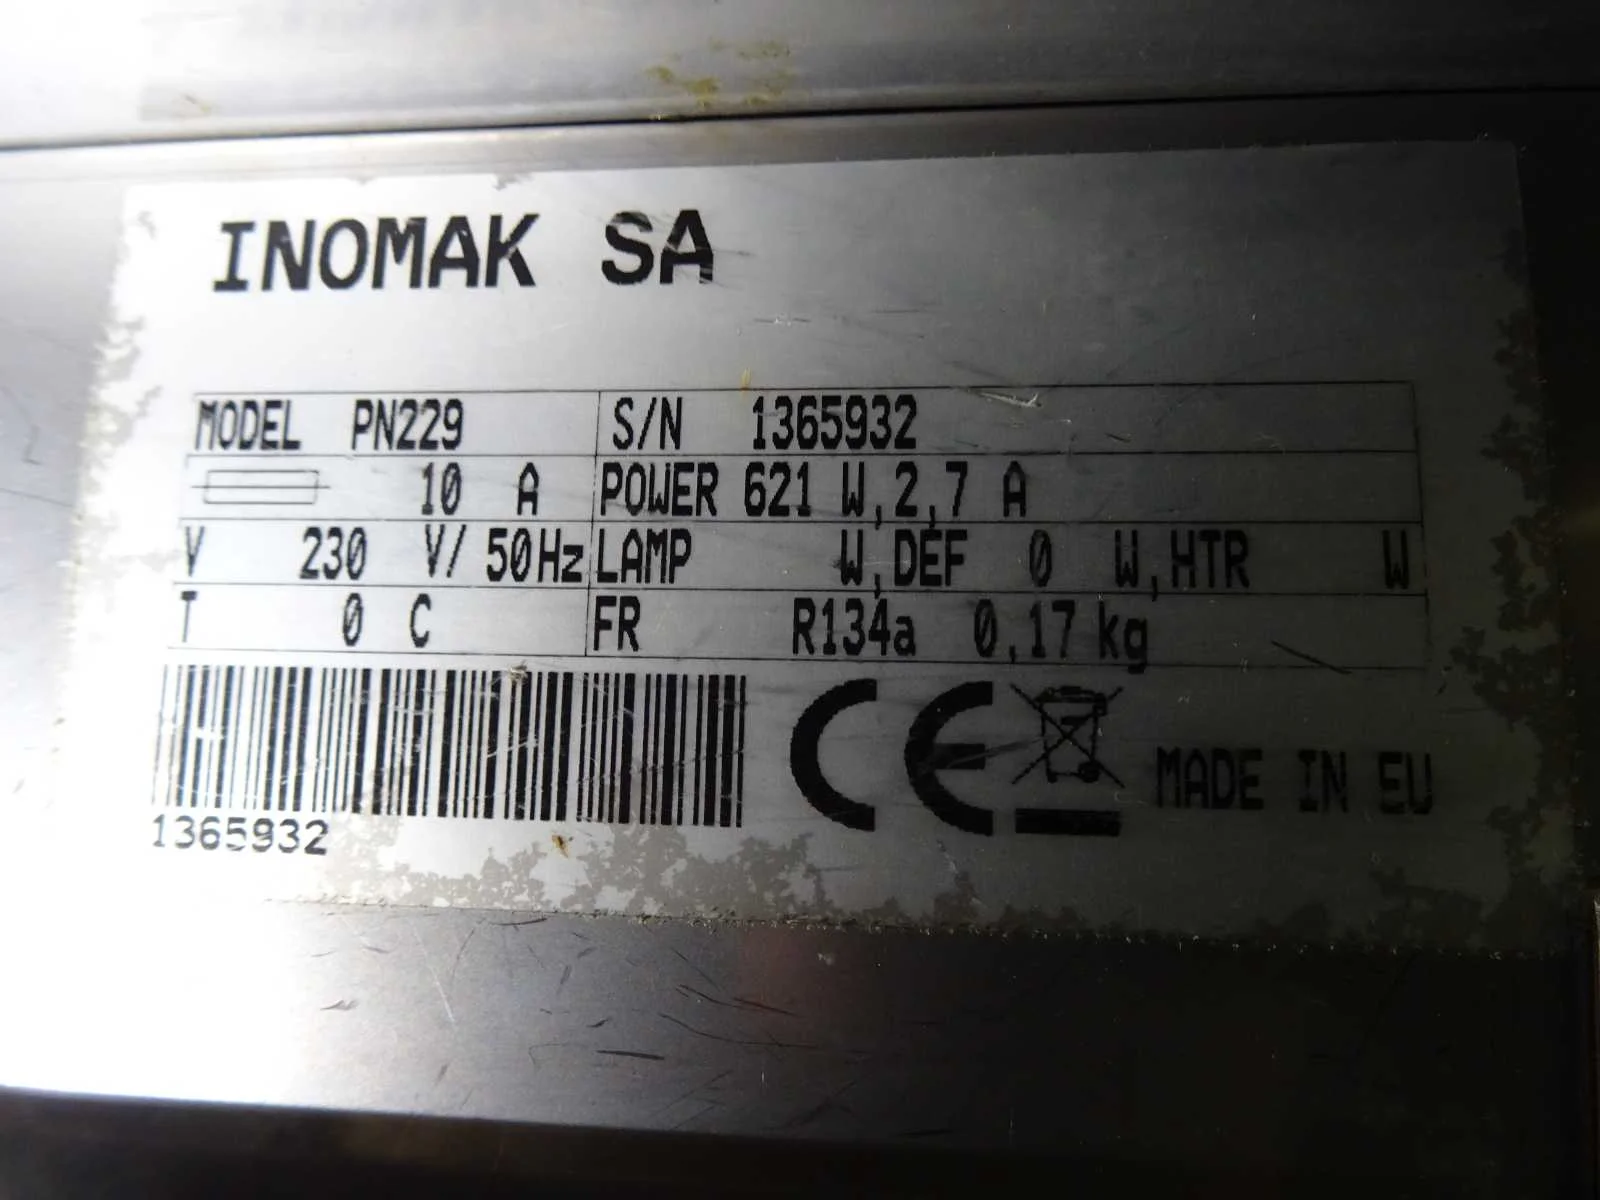 INOMAK SA
MODEL PN229 S/N 1365932
10 A POWER 621 W,2,7 A
V 230 V/ 50Hz LAMP W,DEF 0 W,HTR W
T 0 C FR R134a 0,17 kg
CE MADE IN EU
1365932